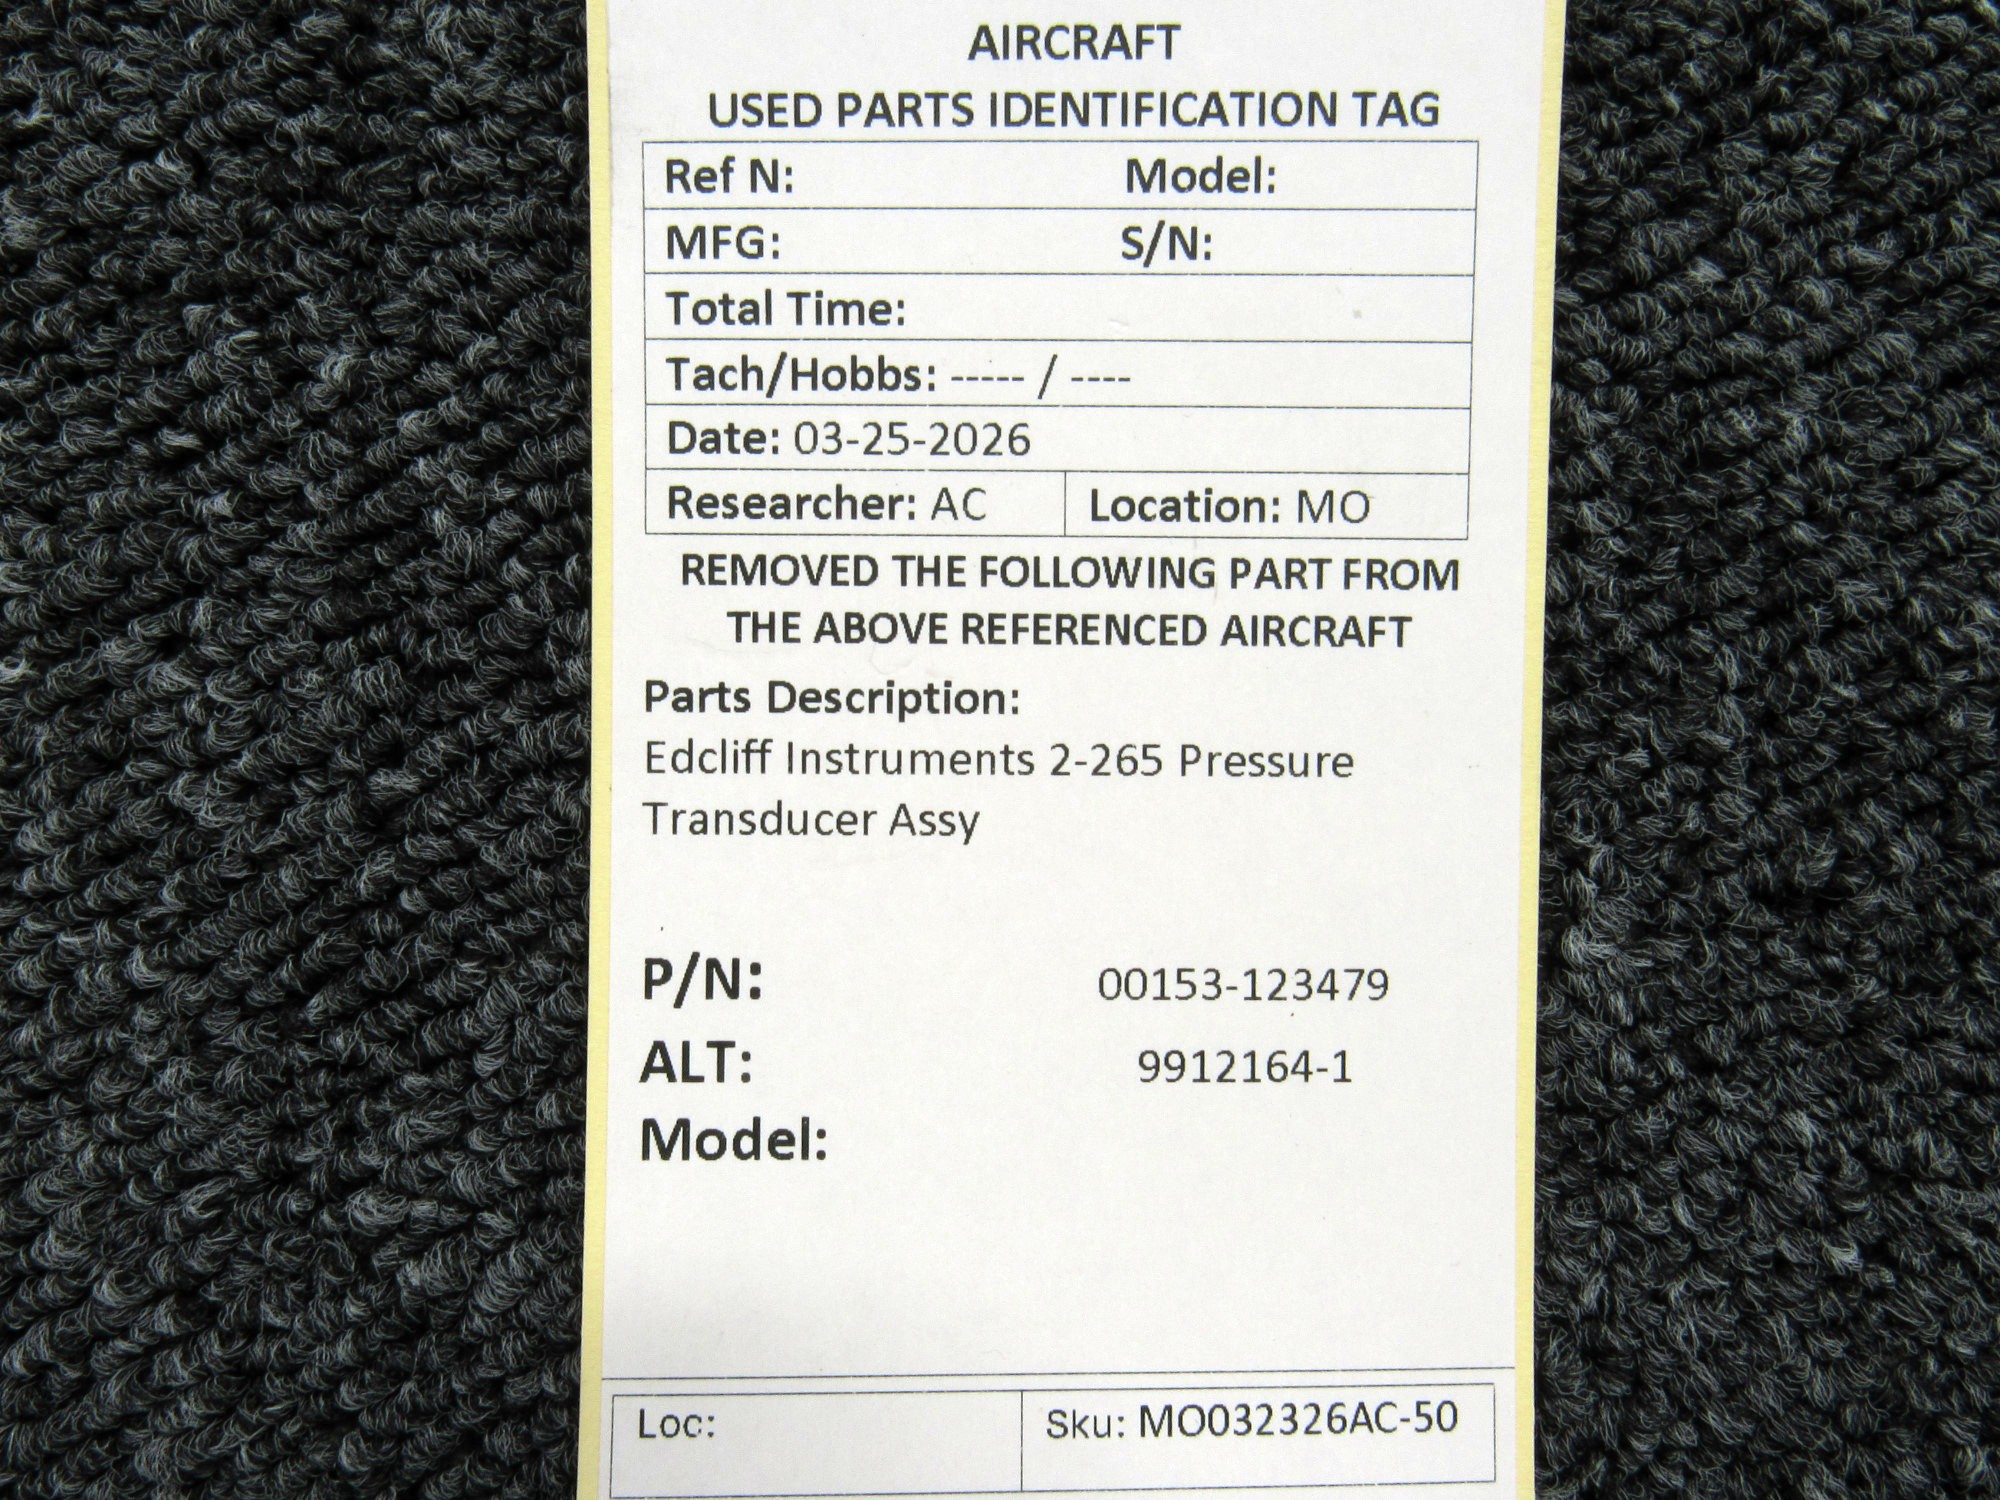 AIRCRAFT
USED PARTS IDENTIFICATION TAG
Ref N: Model:
MFG: S/N:
Total Time:
Tach/Hobbs: ----- / ----
Date: 03-25-2026
Researcher: AC Location: MO
REMOVED THE FOLLOWING PART FROM
THE ABOVE REFERENCED AIRCRAFT
Parts Description:
Edcliff Instruments 2-265 Pressure
Transducer Assy
P/N: 00153-123479
ALT: 9912164-1
Model:
Loc: Sku: MO032326AC-50